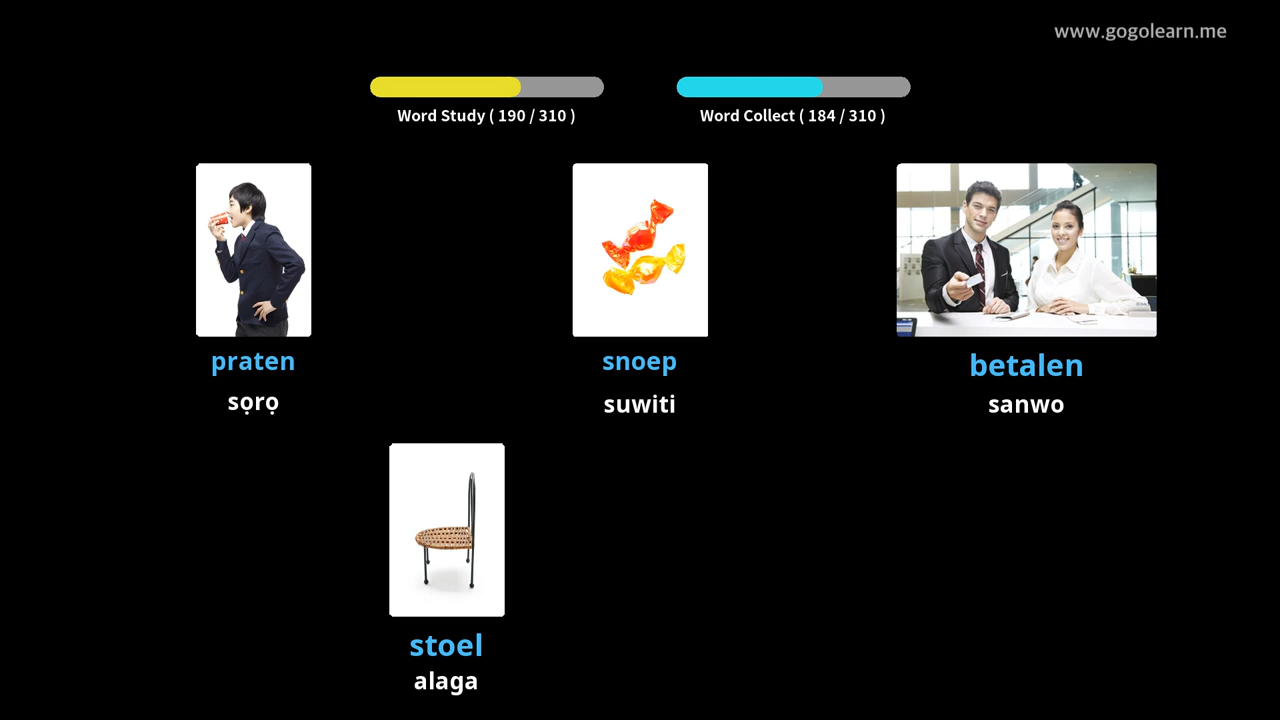 www.gogolearn.me
Word Study ( 190 / 310 )
Word Collect ( 184 / 310 )
praten
snoep
betalen
sọrọ
suwiti
sanwo
stoel
alaga